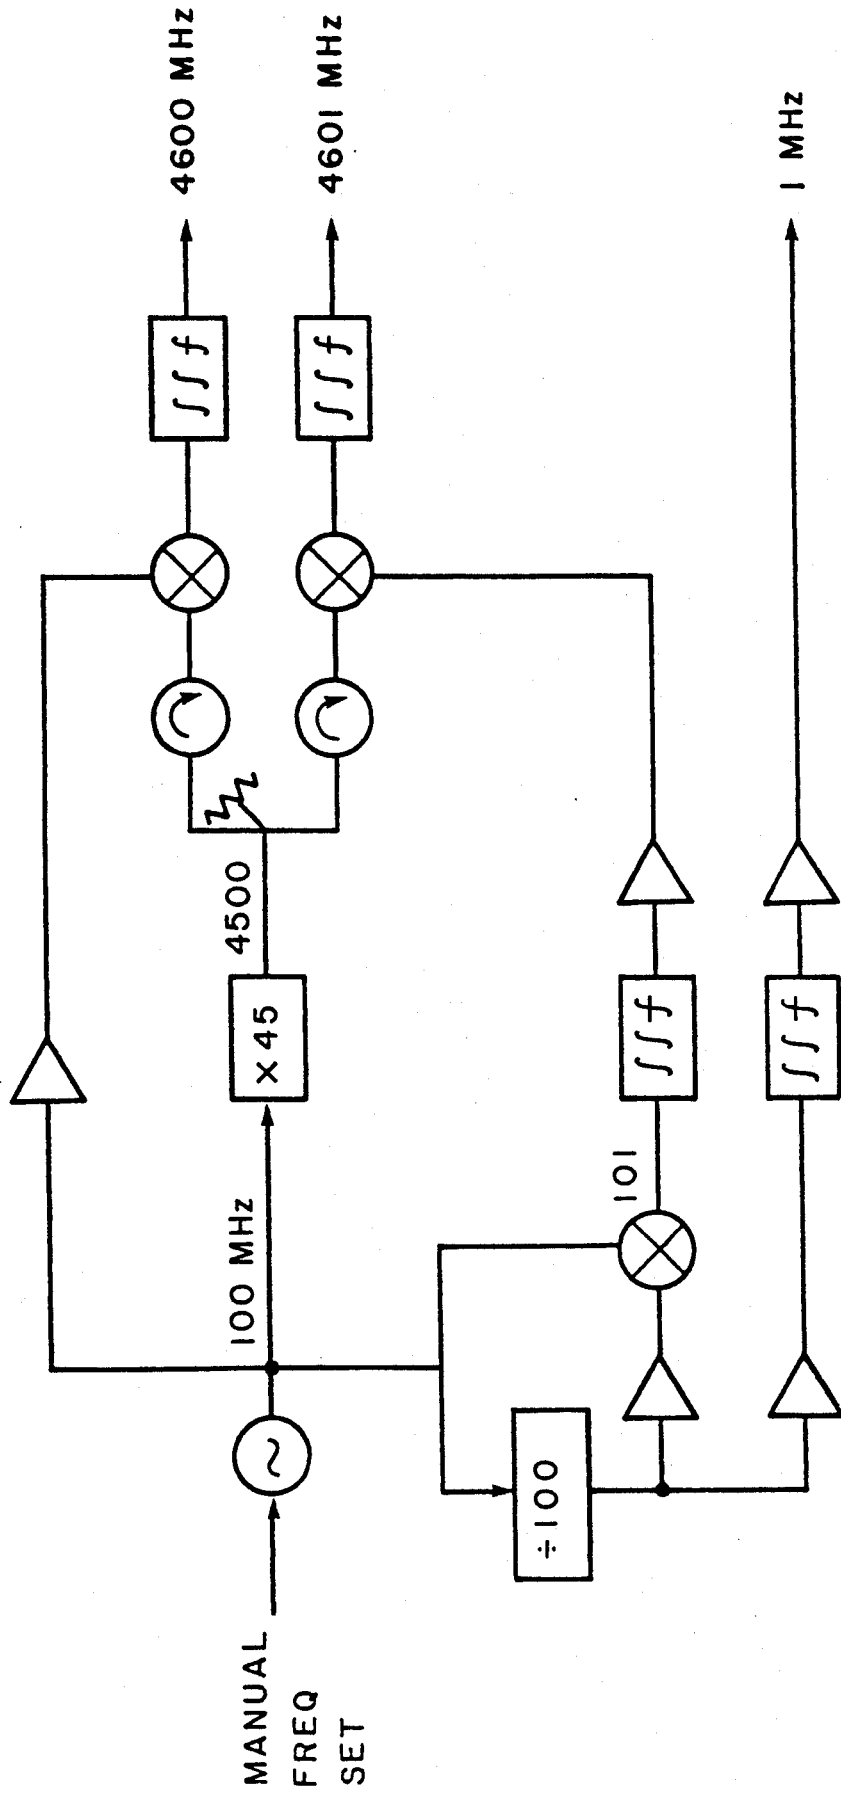 MANUAL
FREQ
SET
100 MHz
× 45
4500
4600 MHz
4601 MHz
÷ 100
101
1 MHz